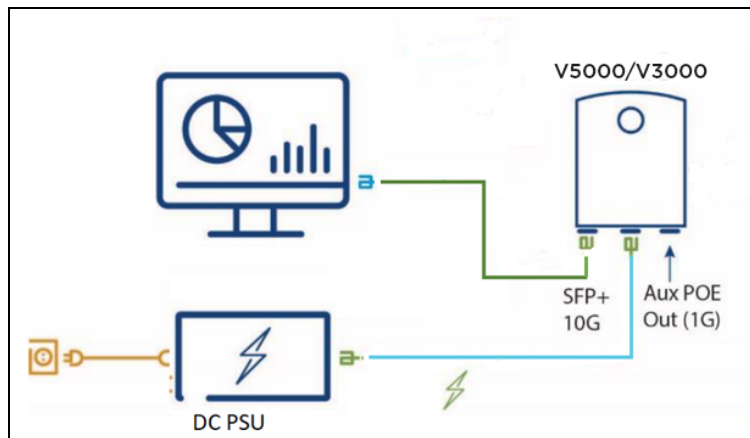 V5000/V3000
SFP+
10G
Aux POE
Out (1G)
DC PSU